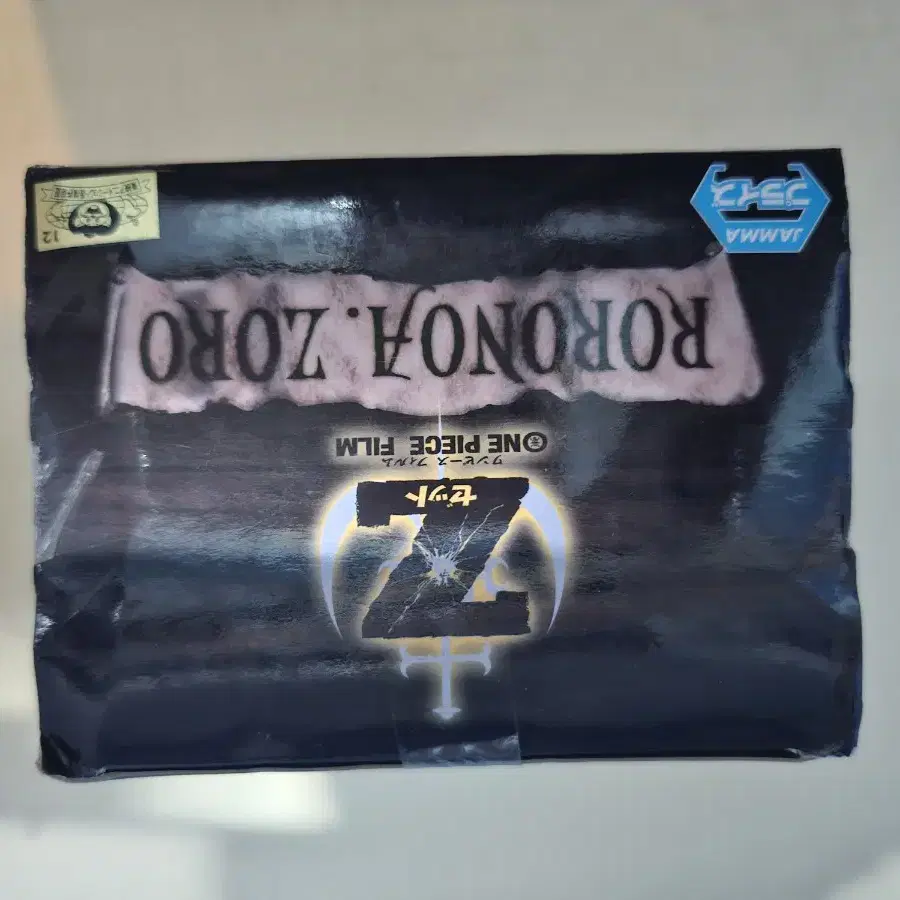 JAMMA
プライズ
12
RORONOA. ZORO
ONE PIECE FILM
ワンピース フィルム
ゼット
Z